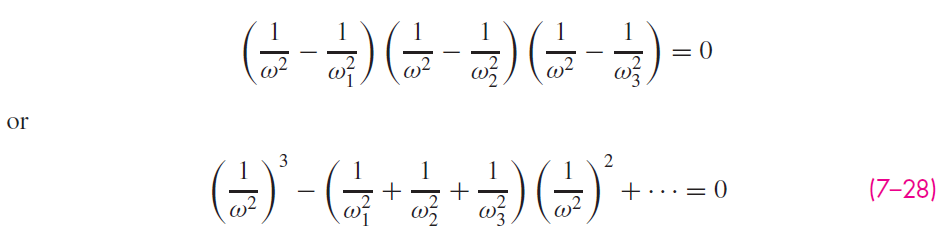 (1/ω² − 1/ω₁²)(1/ω² − 1/ω₂²)(1/ω² − 1/ω₃²) = 0
or
(1/ω²)³ − (1/ω₁² + 1/ω₂² + 1/ω₃²)(1/ω²)² + ··· = 0 (7–28)